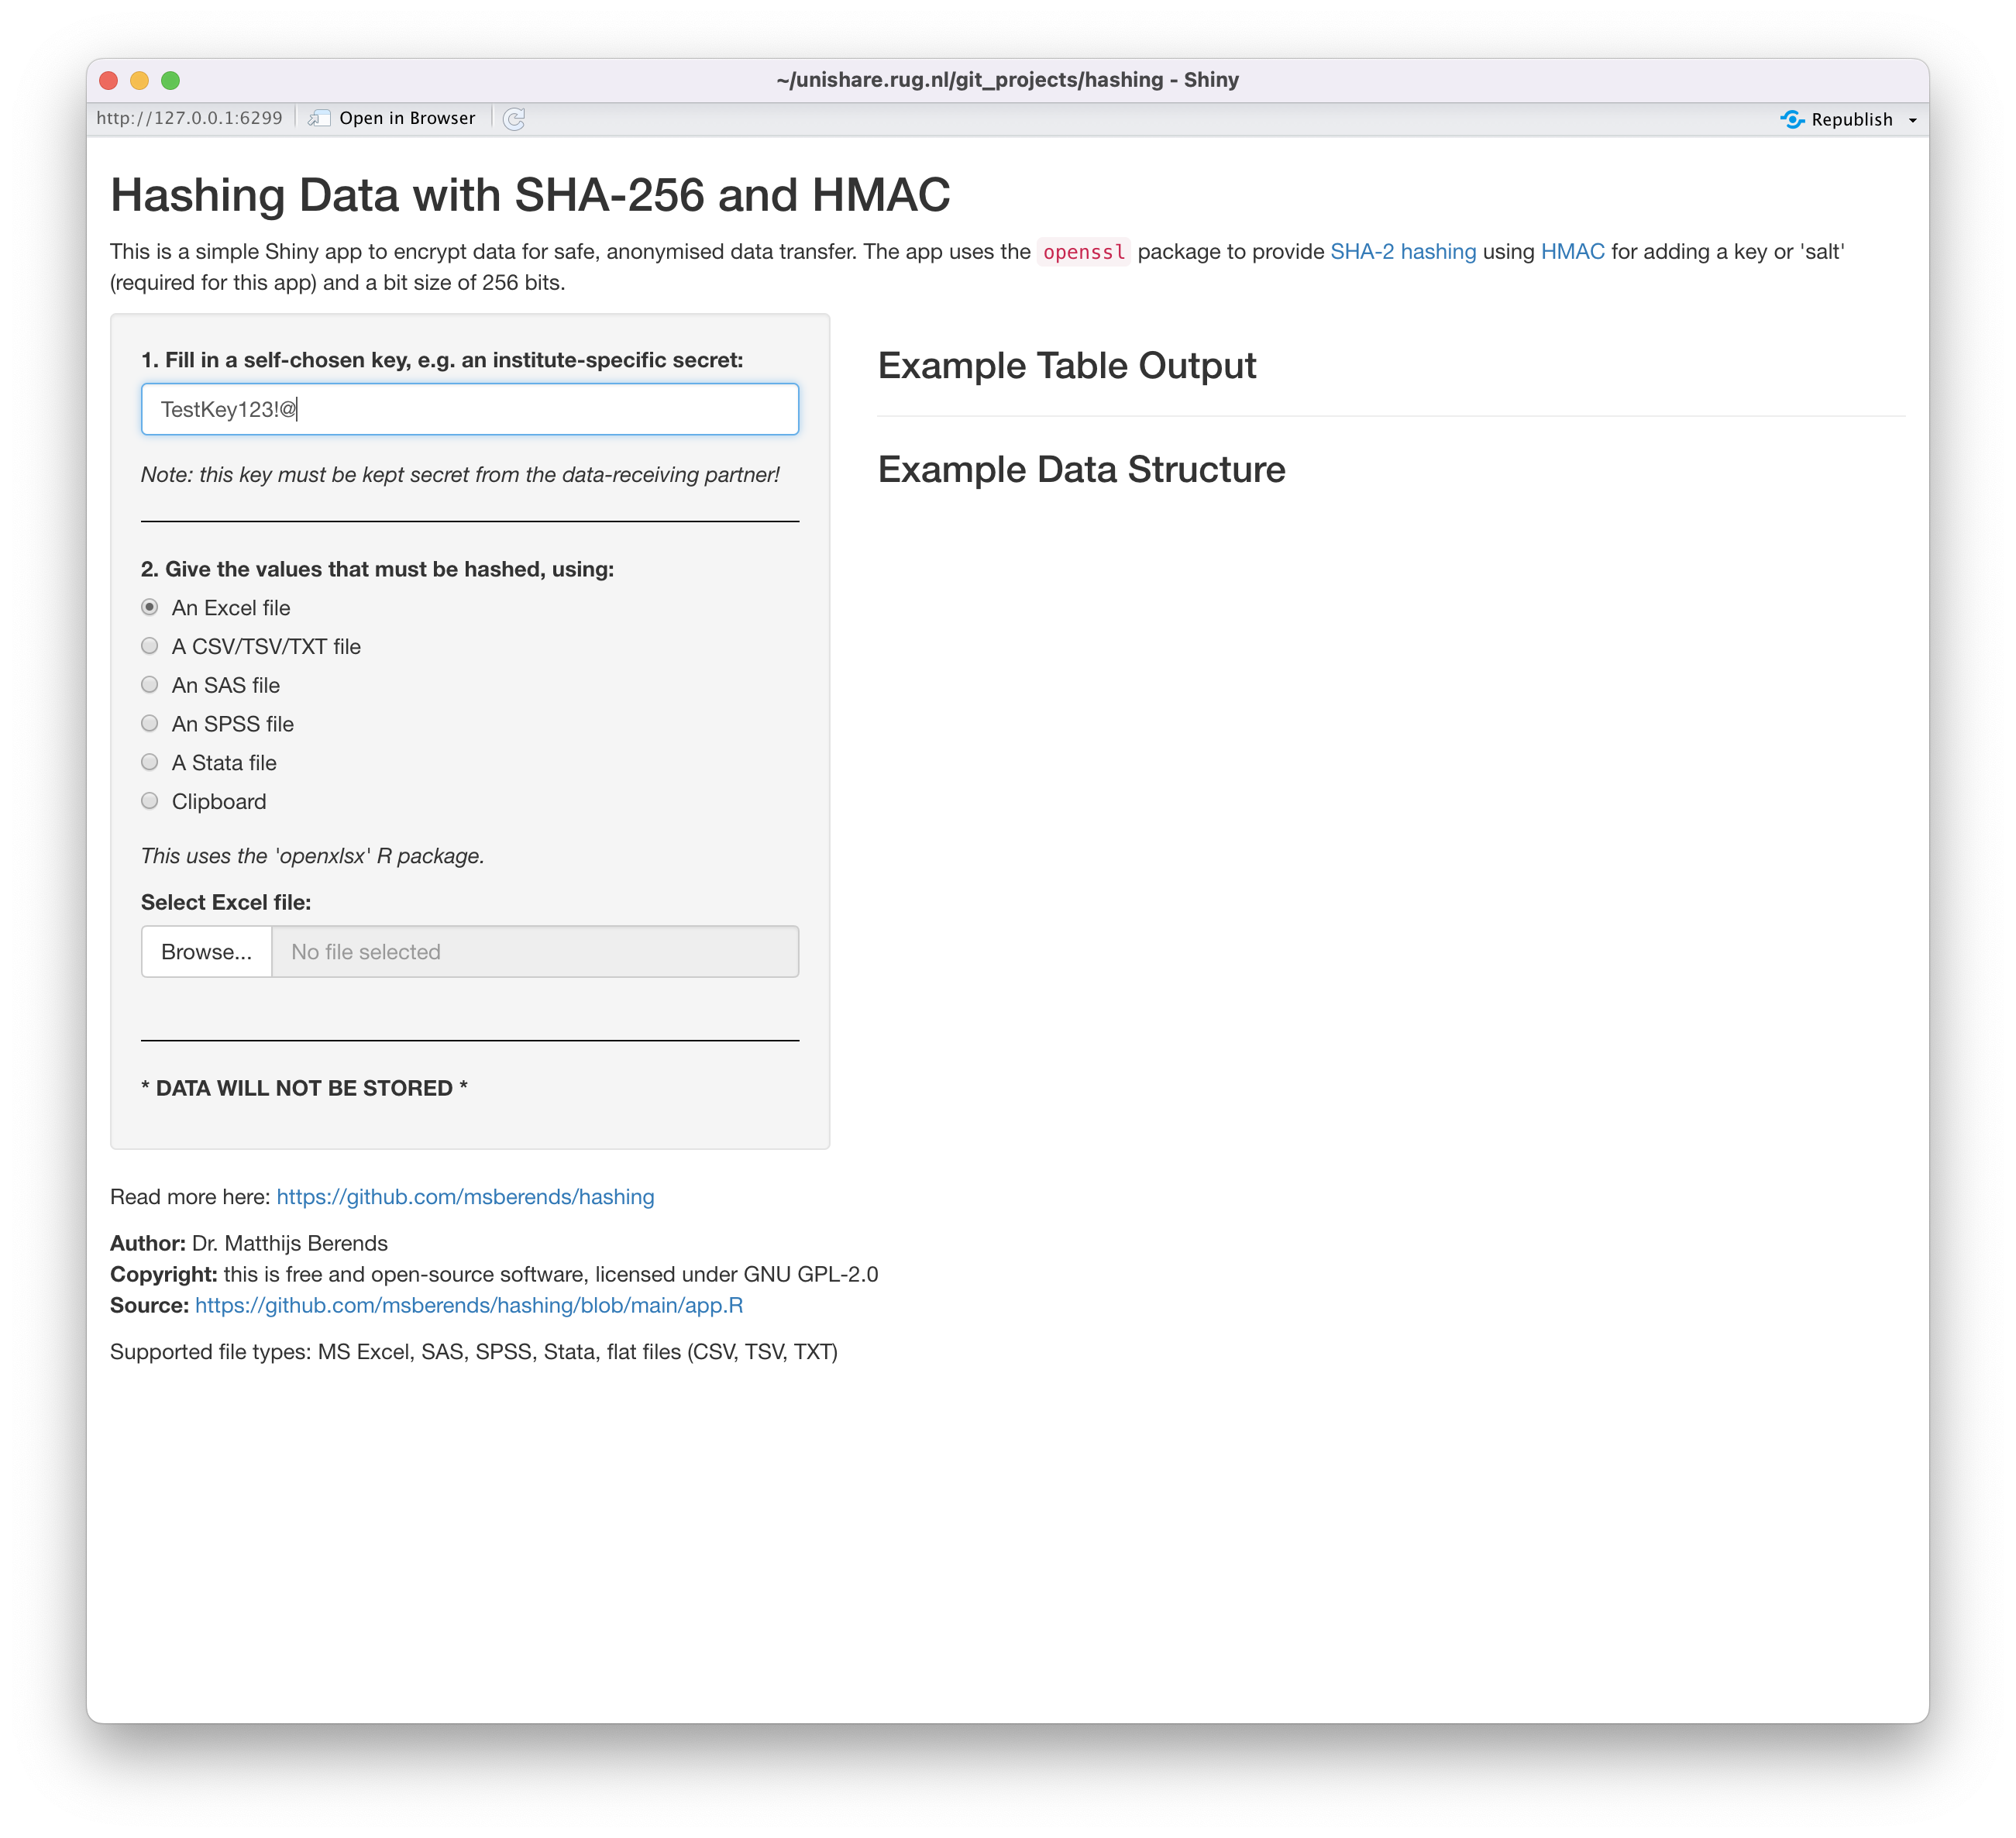 ~/unishare.rug.nl/git_projects/hashing - Shiny
http://127.0.0.1:6299 Open in Browser Republish
Hashing Data with SHA-256 and HMAC
This is a simple Shiny app to encrypt data for safe, anonymised data transfer. The app uses the openssl package to provide SHA-2 hashing using HMAC for adding a key or 'salt'
(required for this app) and a bit size of 256 bits.
1. Fill in a self-chosen key, e.g. an institute-specific secret:
TestKey123!@
Note: this key must be kept secret from the data-receiving partner!
2. Give the values that must be hashed, using:
An Excel file
A CSV/TSV/TXT file
An SAS file
An SPSS file
A Stata file
Clipboard
This uses the 'openxlsx' R package.
Select Excel file:
Browse... No file selected
* DATA WILL NOT BE STORED *
Example Table Output
Example Data Structure
Read more here: https://github.com/msberends/hashing
Author: Dr. Matthijs Berends
Copyright: this is free and open-source software, licensed under GNU GPL-2.0
Source: https://github.com/msberends/hashing/blob/main/app.R
Supported file types: MS Excel, SAS, SPSS, Stata, flat files (CSV, TSV, TXT)